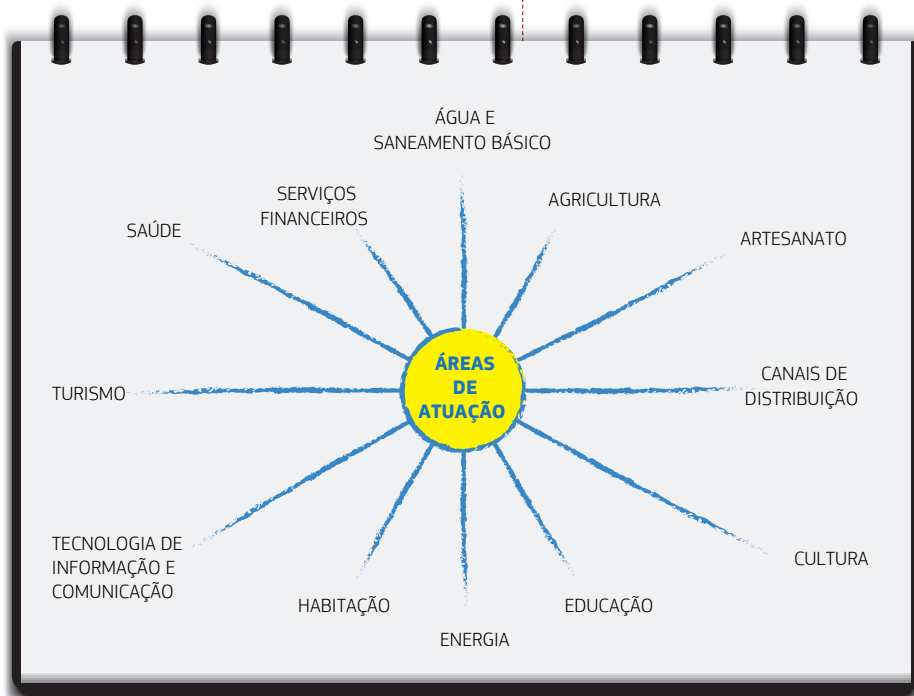 ÁGUA E
SANEAMENTO BÁSICO
SERVIÇOS
FINANCEIROS
AGRICULTURA
SAÚDE
ARTESANATO
ÁREAS
DE
ATUAÇÃO
TURISMO
CANAIS DE
DISTRIBUIÇÃO
TECNOLOGIA DE
INFORMAÇÃO E
COMUNICAÇÃO
CULTURA
HABITAÇÃO
EDUCAÇÃO
ENERGIA